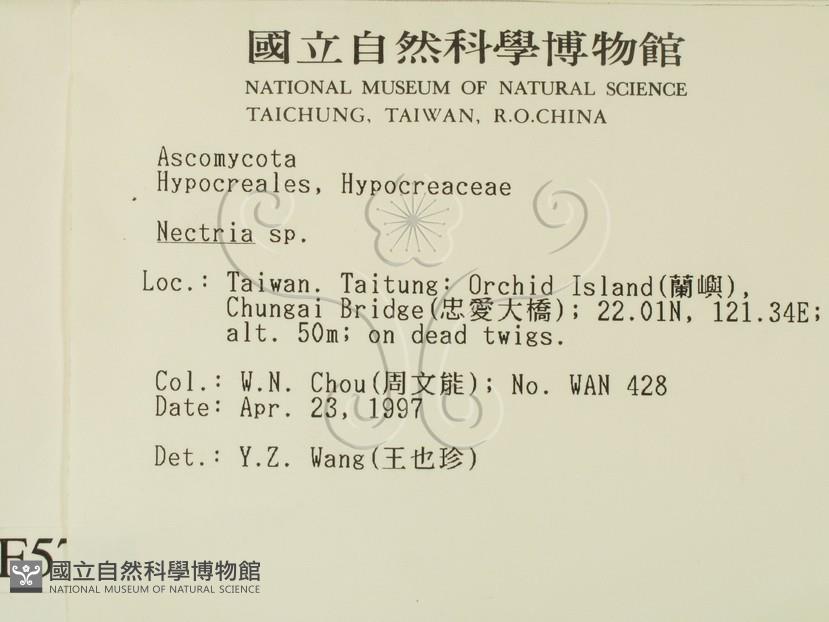 國立自然科學博物館
NATIONAL MUSEUM OF NATURAL SCIENCE
TAICHUNG, TAIWAN, R.O.CHINA
Ascomycota
Hypocreales, Hypocreaceae
Nectria sp.
Loc.: Taiwan. Taitung: Orchid Island(蘭嶼),
Chungai Bridge(忠愛大橋); 22.01N, 121.34E;
alt. 50m; on dead twigs.
Col.: W.N. Chou(周文能); No. WAN 428
Date: Apr. 23, 1997
Det.: Y.Z. Wang(王也珍)
國立自然科學博物館
NATIONAL MUSEUM OF NATURAL SCIENCE